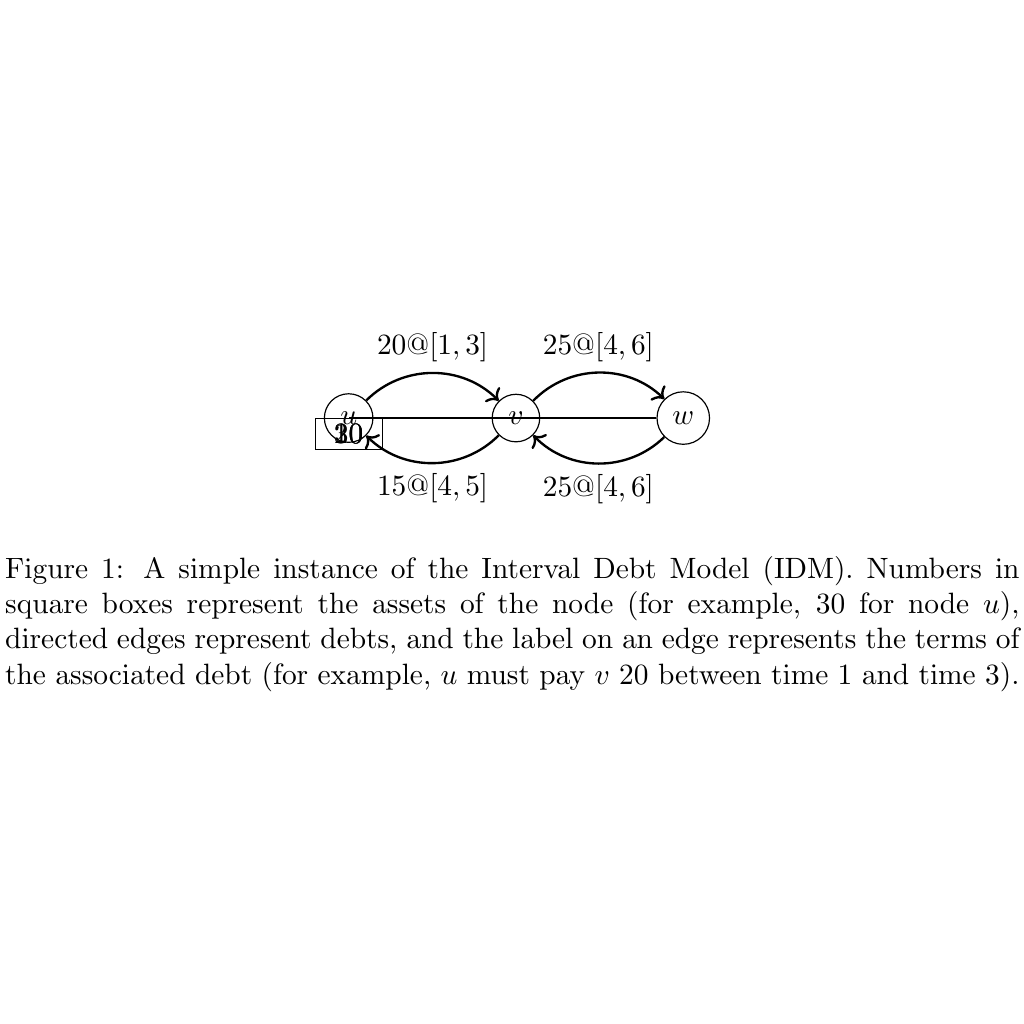 20@[1, 3] 25@[4, 6]
u v w
15@[4, 5] 25@[4, 6]
Figure 1: A simple instance of the Interval Debt Model (IDM). Numbers in
square boxes represent the assets of the node (for example, 30 for node u),
directed edges represent debts, and the label on an edge represents the terms of
the associated debt (for example, u must pay v 20 between time 1 and time 3).